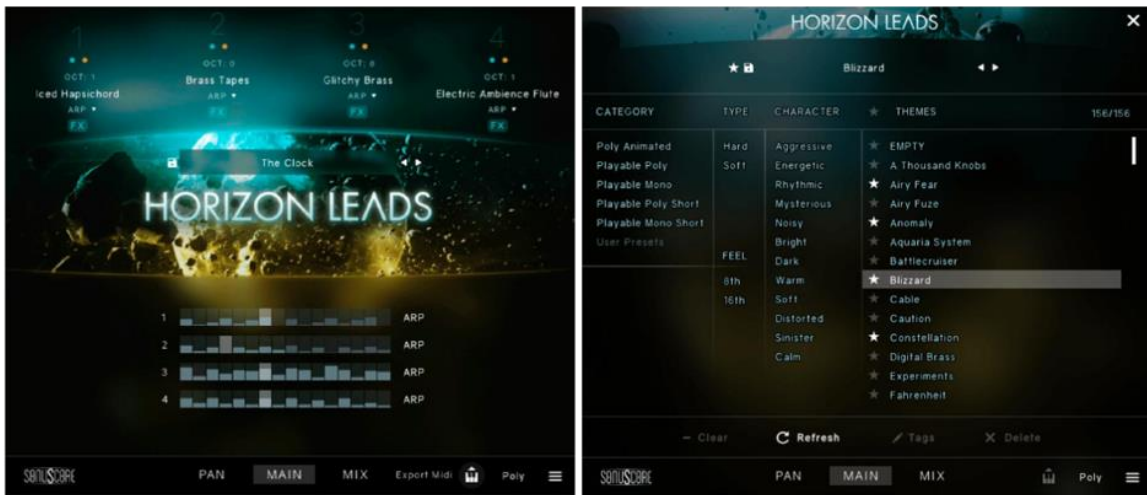 1
2
3
4
OCT: 1
OCT: 0
OCT: 0
OCT: 1
Iced Hapsichord
Brass Tapes
Glitchy Brass
Electric Ambience Flute
ARP
ARP
ARP
ARP
FX
FX
FX
FX
The Clock
HORIZON LEADS
1 ARP
2 ARP
3 ARP
4 ARP
SONUSCORE
PAN MAIN MIX Export Midi Poly
HORIZON LEADS
Blizzard
CATEGORY TYPE CHARACTER THEMES 156/156
Poly Animated Hard Aggressive EMPTY
Playable Poly Soft Energetic A Thousand Knobs
Playable Mono Rhythmic Airy Fear
Playable Poly Short Mysterious Airy Fuze
Playable Mono Short Noisy Anomaly
User Presets Bright Aquaria System
FEEL Dark Battlecruiser
8th Warm Blizzard
16th Soft Cable
Distorted Caution
Sinister Constellation
Calm Digital Brass
Experiments
Fahrenheit
Clear Refresh Tags Delete
SONUSCORE
PAN MAIN MIX Poly